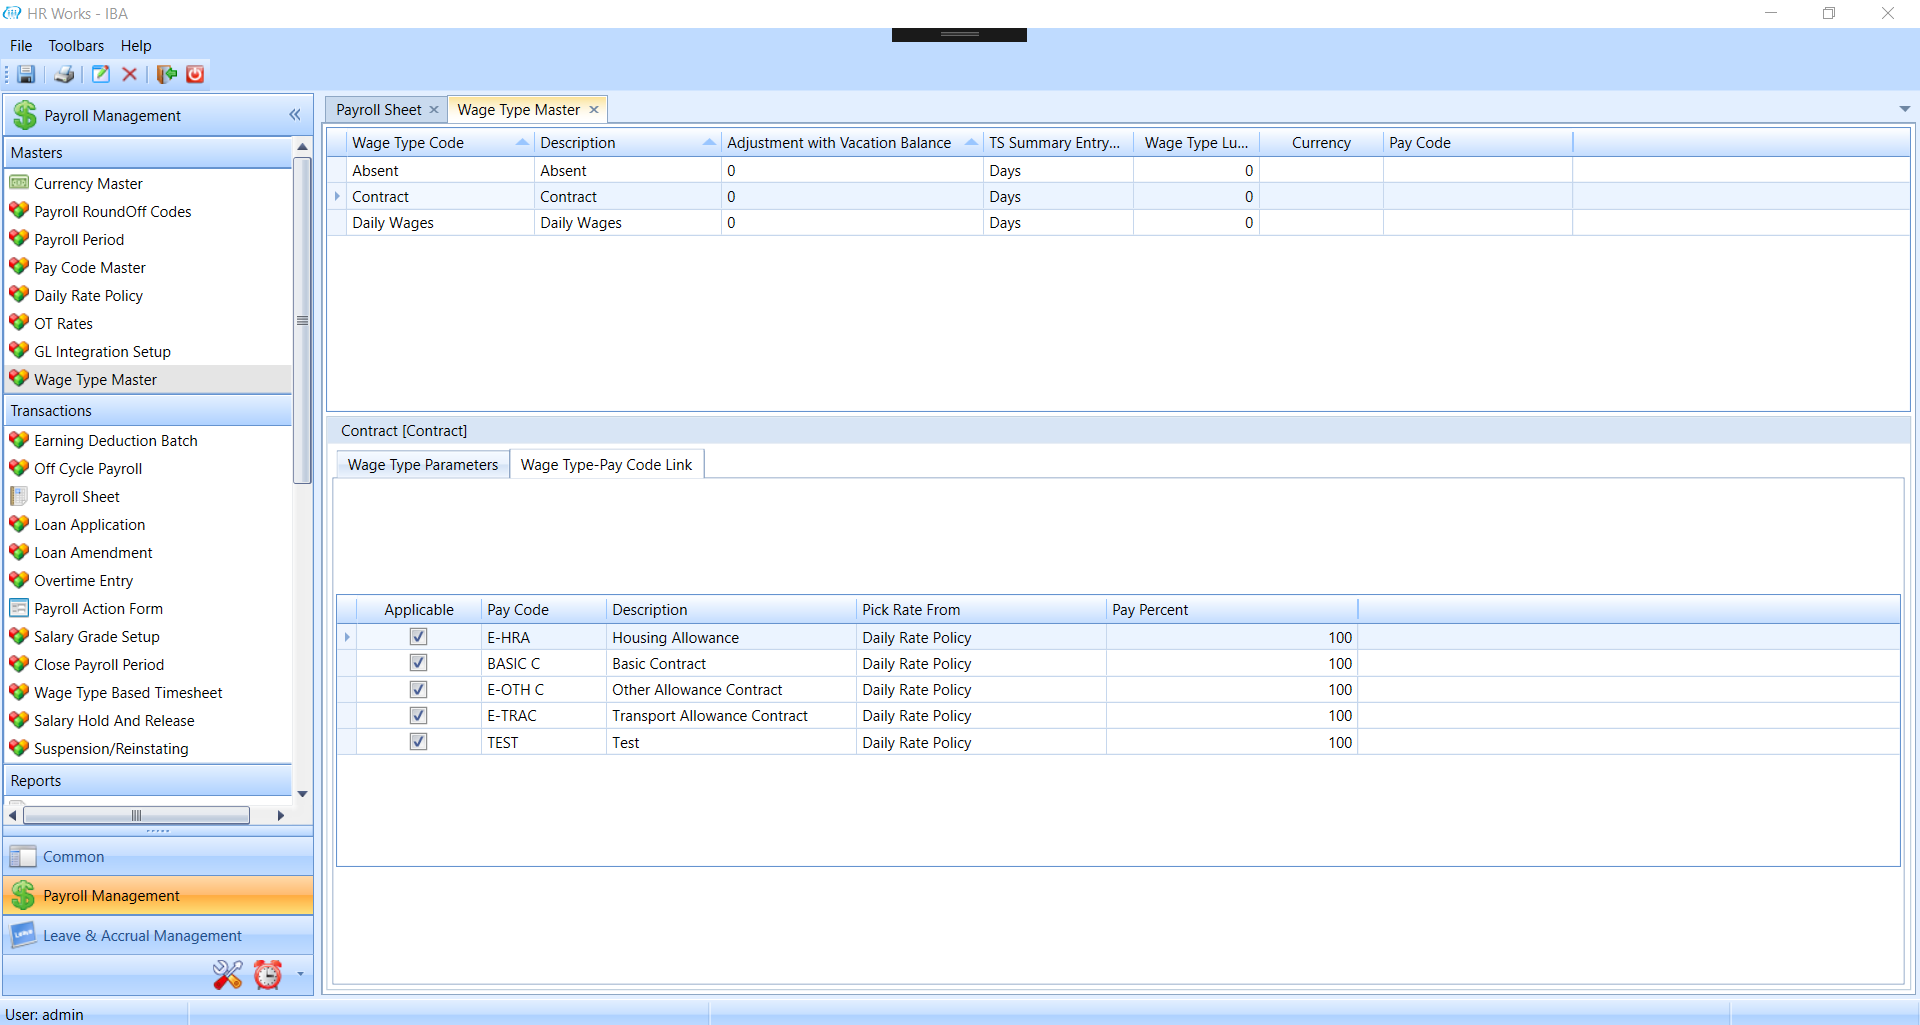 HR Works - IBA
File Toolbars Help
Payroll Management
Masters
Currency Master
Payroll RoundOff Codes
Payroll Period
Pay Code Master
Daily Rate Policy
OT Rates
GL Integration Setup
Wage Type Master
Transactions
Earning Deduction Batch
Off Cycle Payroll
Payroll Sheet
Loan Application
Loan Amendment
Overtime Entry
Payroll Action Form
Salary Grade Setup
Close Payroll Period
Wage Type Based Timesheet
Salary Hold And Release
Suspension/Reinstating
Reports
Common
Payroll Management
Leave & Accrual Management
Payroll Sheet Wage Type Master
Wage Type Code Description Adjustment with Vacation Balance TS Summary Entry... Wage Type Lu... Currency Pay Code
Absent Absent 0 Days 0
Contract Contract 0 Days 0
Daily Wages Daily Wages 0 Days 0
Contract [Contract]
Wage Type Parameters Wage Type-Pay Code Link
Applicable Pay Code Description Pick Rate From Pay Percent
E-HRA Housing Allowance Daily Rate Policy 100
BASIC C Basic Contract Daily Rate Policy 100
E-OTH C Other Allowance Contract Daily Rate Policy 100
E-TRAC Transport Allowance Contract Daily Rate Policy 100
TEST Test Daily Rate Policy 100
User: admin